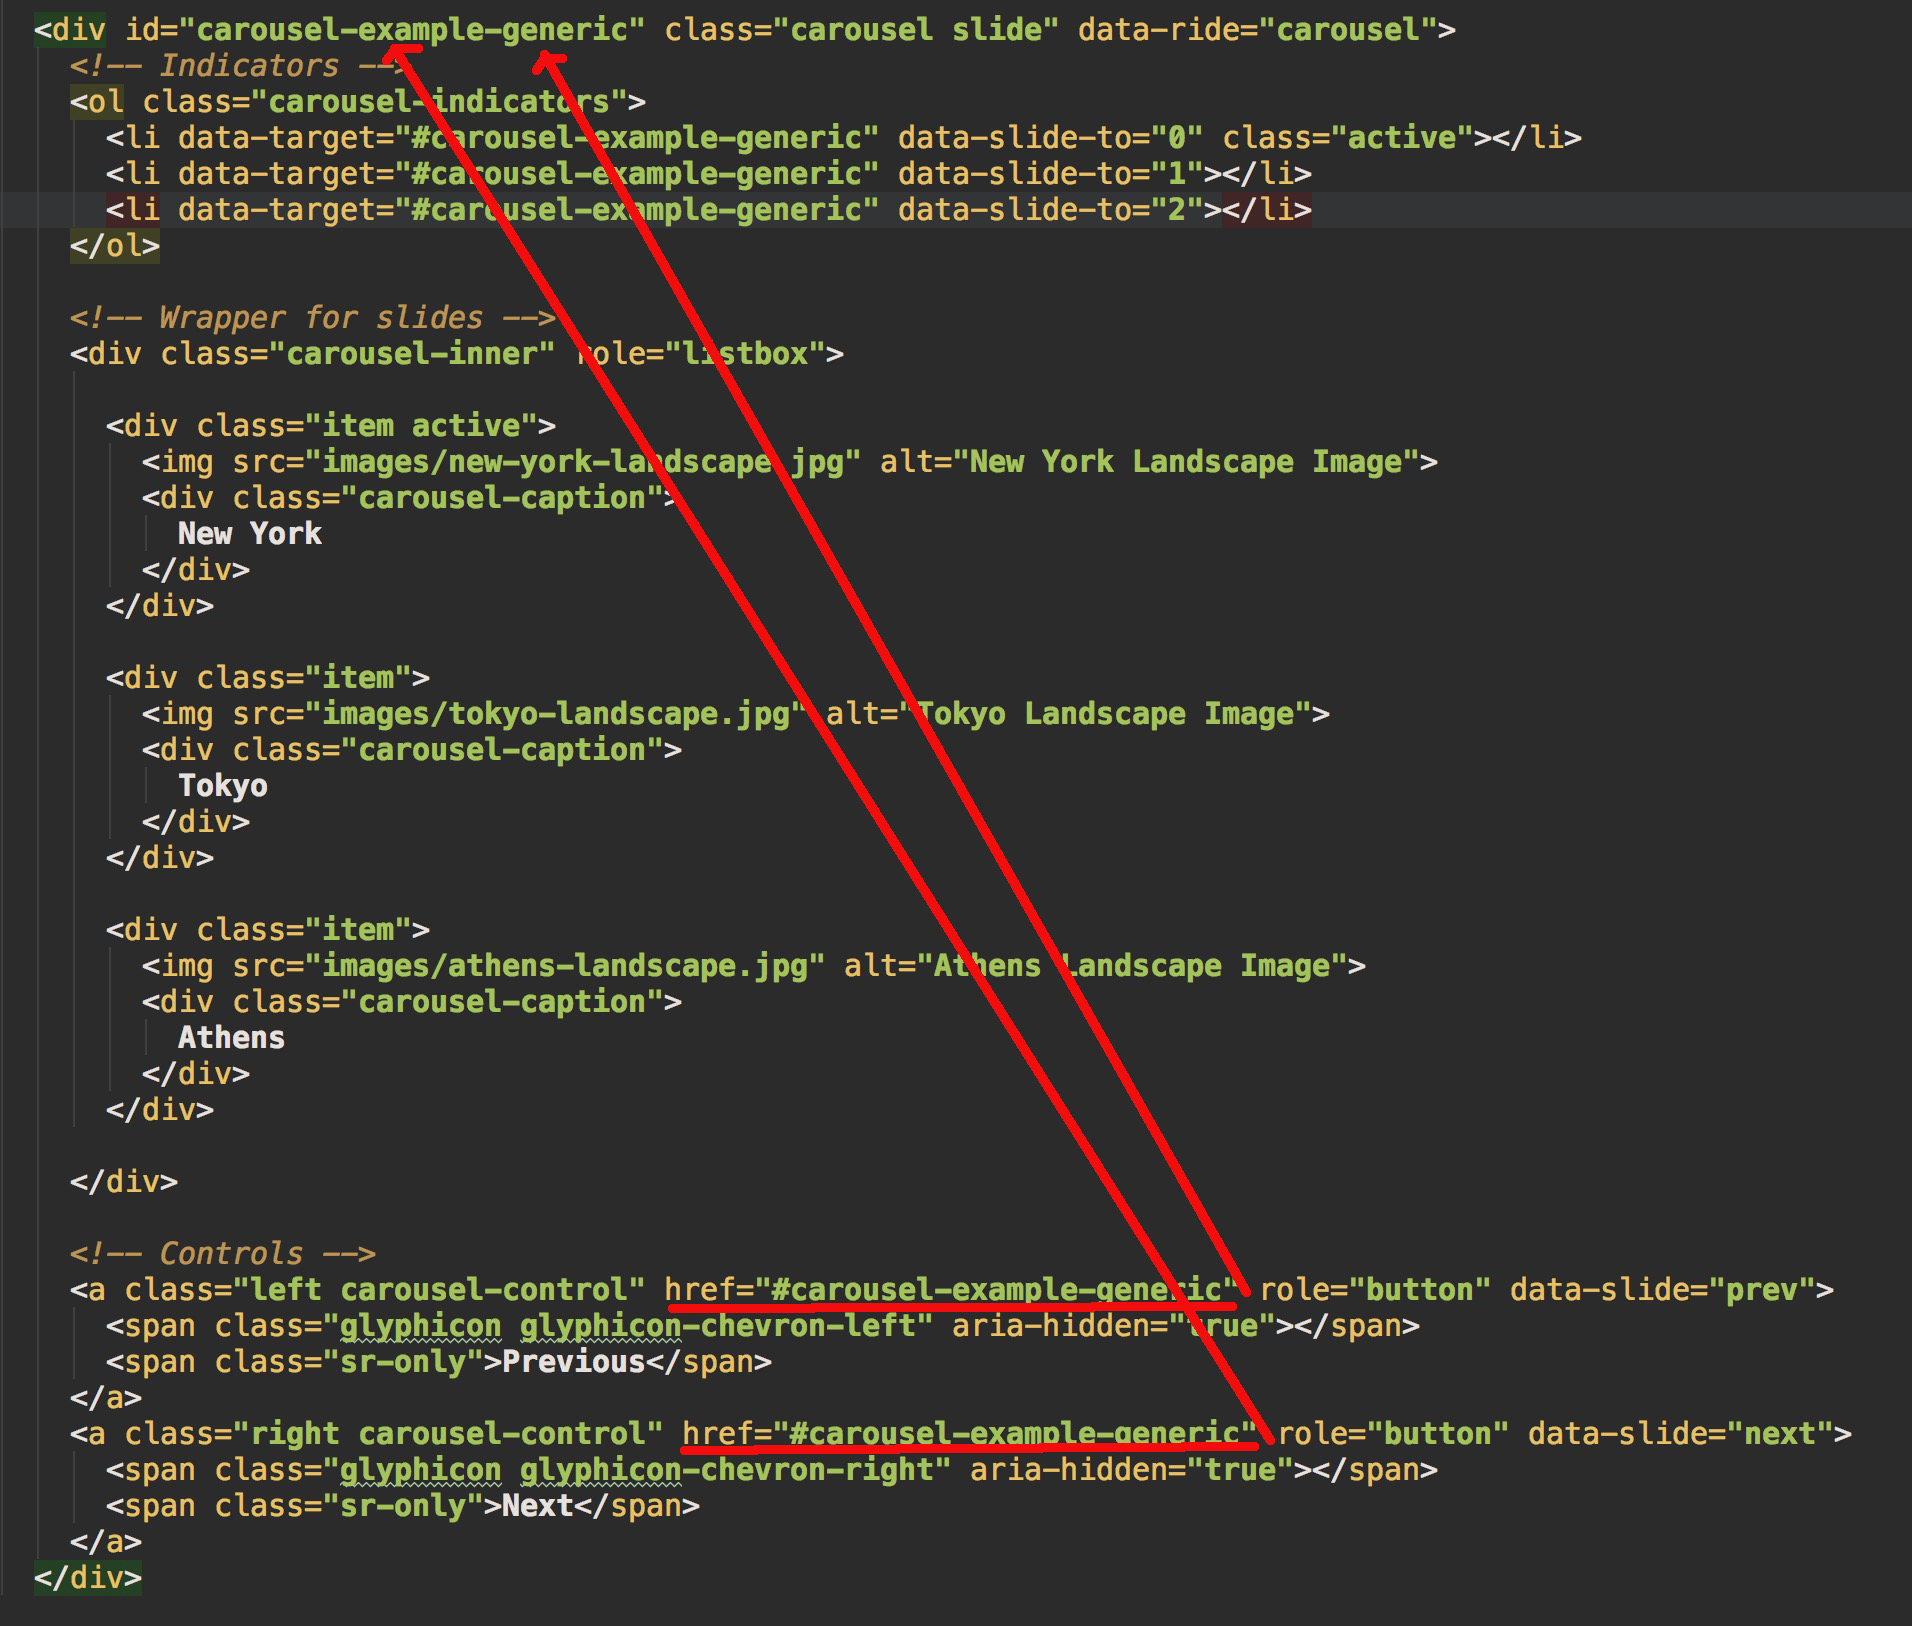 <div id="carousel-example-generic" class="carousel slide" data-ride="carousel">
<!-- Indicators -->
<ol class="carousel-indicators">
<li data-target="#carousel-example-generic" data-slide-to="0" class="active"></li>
<li data-target="#carousel-example-generic" data-slide-to="1"></li>
<li data-target="#carousel-example-generic" data-slide-to="2"></li>
</ol>
<!-- Wrapper for slides -->
<div class="carousel-inner" role="listbox">
<div class="item active">
<img src="images/new-york-landscape.jpg" alt="New York Landscape Image">
<div class="carousel-caption">
New York
</div>
</div>
<div class="item">
<img src="images/tokyo-landscape.jpg" alt="Tokyo Landscape Image">
<div class="carousel-caption">
Tokyo
</div>
</div>
<div class="item">
<img src="images/athens-landscape.jpg" alt="Athens Landscape Image">
<div class="carousel-caption">
Athens
</div>
</div>
</div>
<!-- Controls -->
<a class="left carousel-control" href="#carousel-example-generic" role="button" data-slide="prev">
<span class="glyphicon glyphicon-chevron-left" aria-hidden="true"></span>
<span class="sr-only">Previous</span>
</a>
<a class="right carousel-control" href="#carousel-example-generic" role="button" data-slide="next">
<span class="glyphicon glyphicon-chevron-right" aria-hidden="true"></span>
<span class="sr-only">Next</span>
</a>
</div>